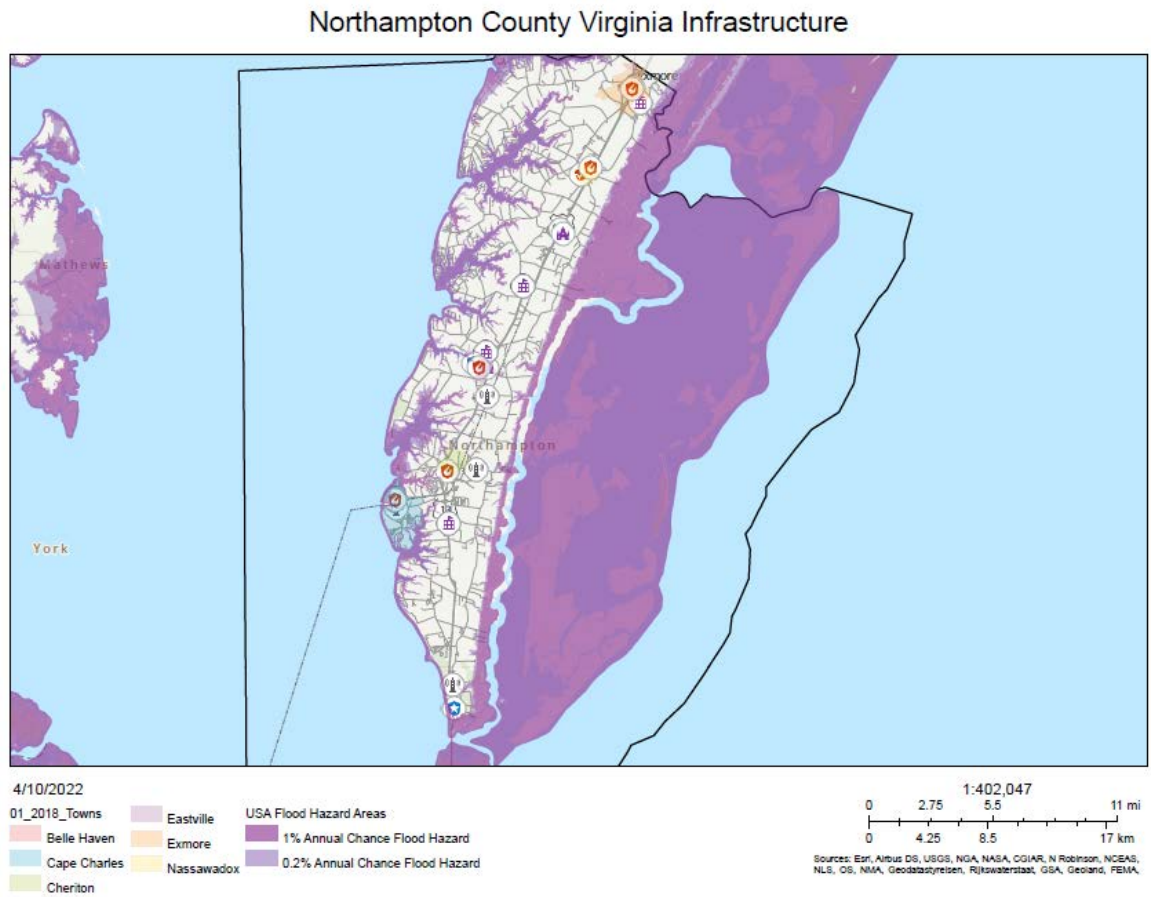 Northampton County Virginia Infrastructure
xmore
Mathews
Northampton
York
4/10/2022
01_2018_Towns
Belle Haven
Cape Charles
Cheriton
Eastville
Exmore
Nassawadox
USA Flood Hazard Areas
1% Annual Chance Flood Hazard
0.2% Annual Chance Flood Hazard
1:402,047
0 2.75 5.5 11 mi
0 4.25 8.5 17 km
Sources: Esri, Airbus DS, USGS, NGA, NASA, CGIAR, N Robinson, NCEAS,
NLS, OS, NMA, Geodatastyrelsen, Rijkswaterstaat, GSA, Geoland, FEMA,